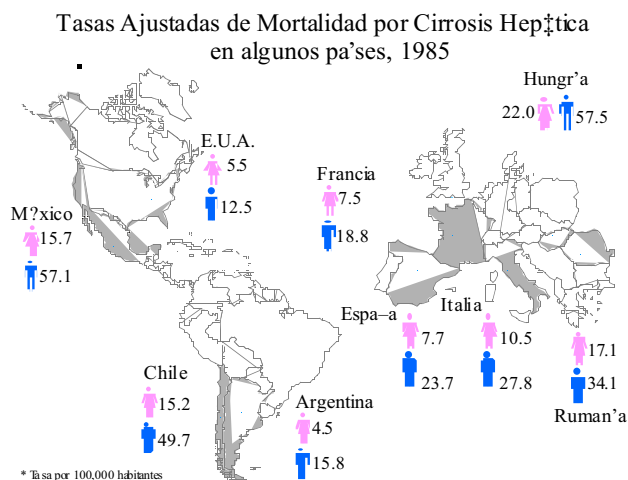 Tasas Ajustadas de Mortalidad por Cirrosis Hep‡tica
en algunos pa’ses, 1985
Hungr’a
22.0 57.5
E.U.A.
5.5
12.5
Francia
7.5
18.8
M?xico
15.7
57.1
Espa–a
7.7
23.7
Italia
10.5
27.8
17.1
34.1
Ruman’a
Chile
15.2
49.7
Argentina
4.5
15.8
* Tasa por 100,000 habitantes